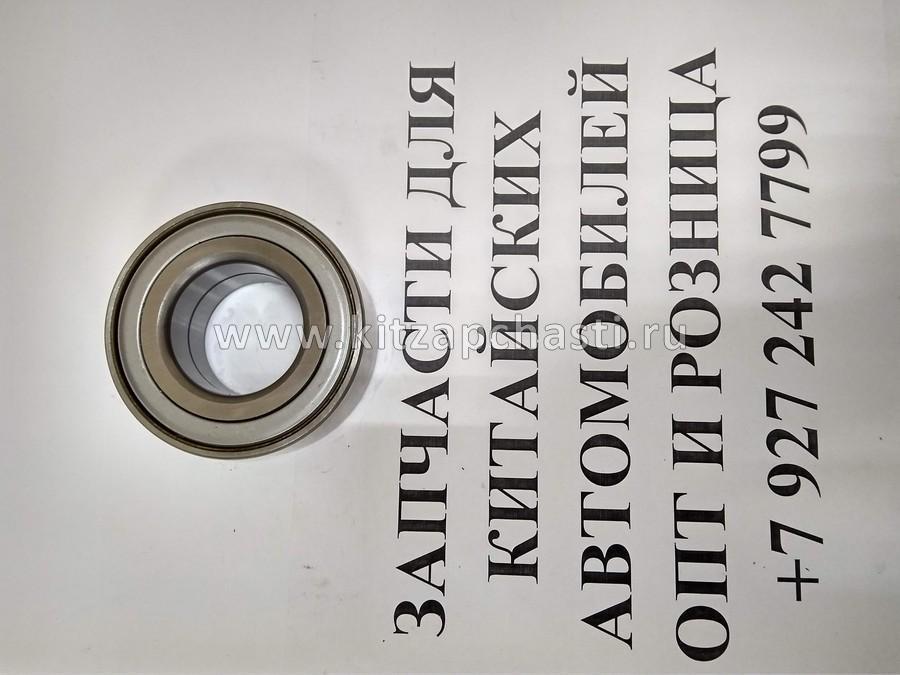 ЗАПЧАСТИ ДЛЯ
КИТАЙСКИХ
АВТОМОБИЛЕЙ
ОПТ И РОЗНИЦА
+7 927 242 7799
www.kitzapchasti.ru